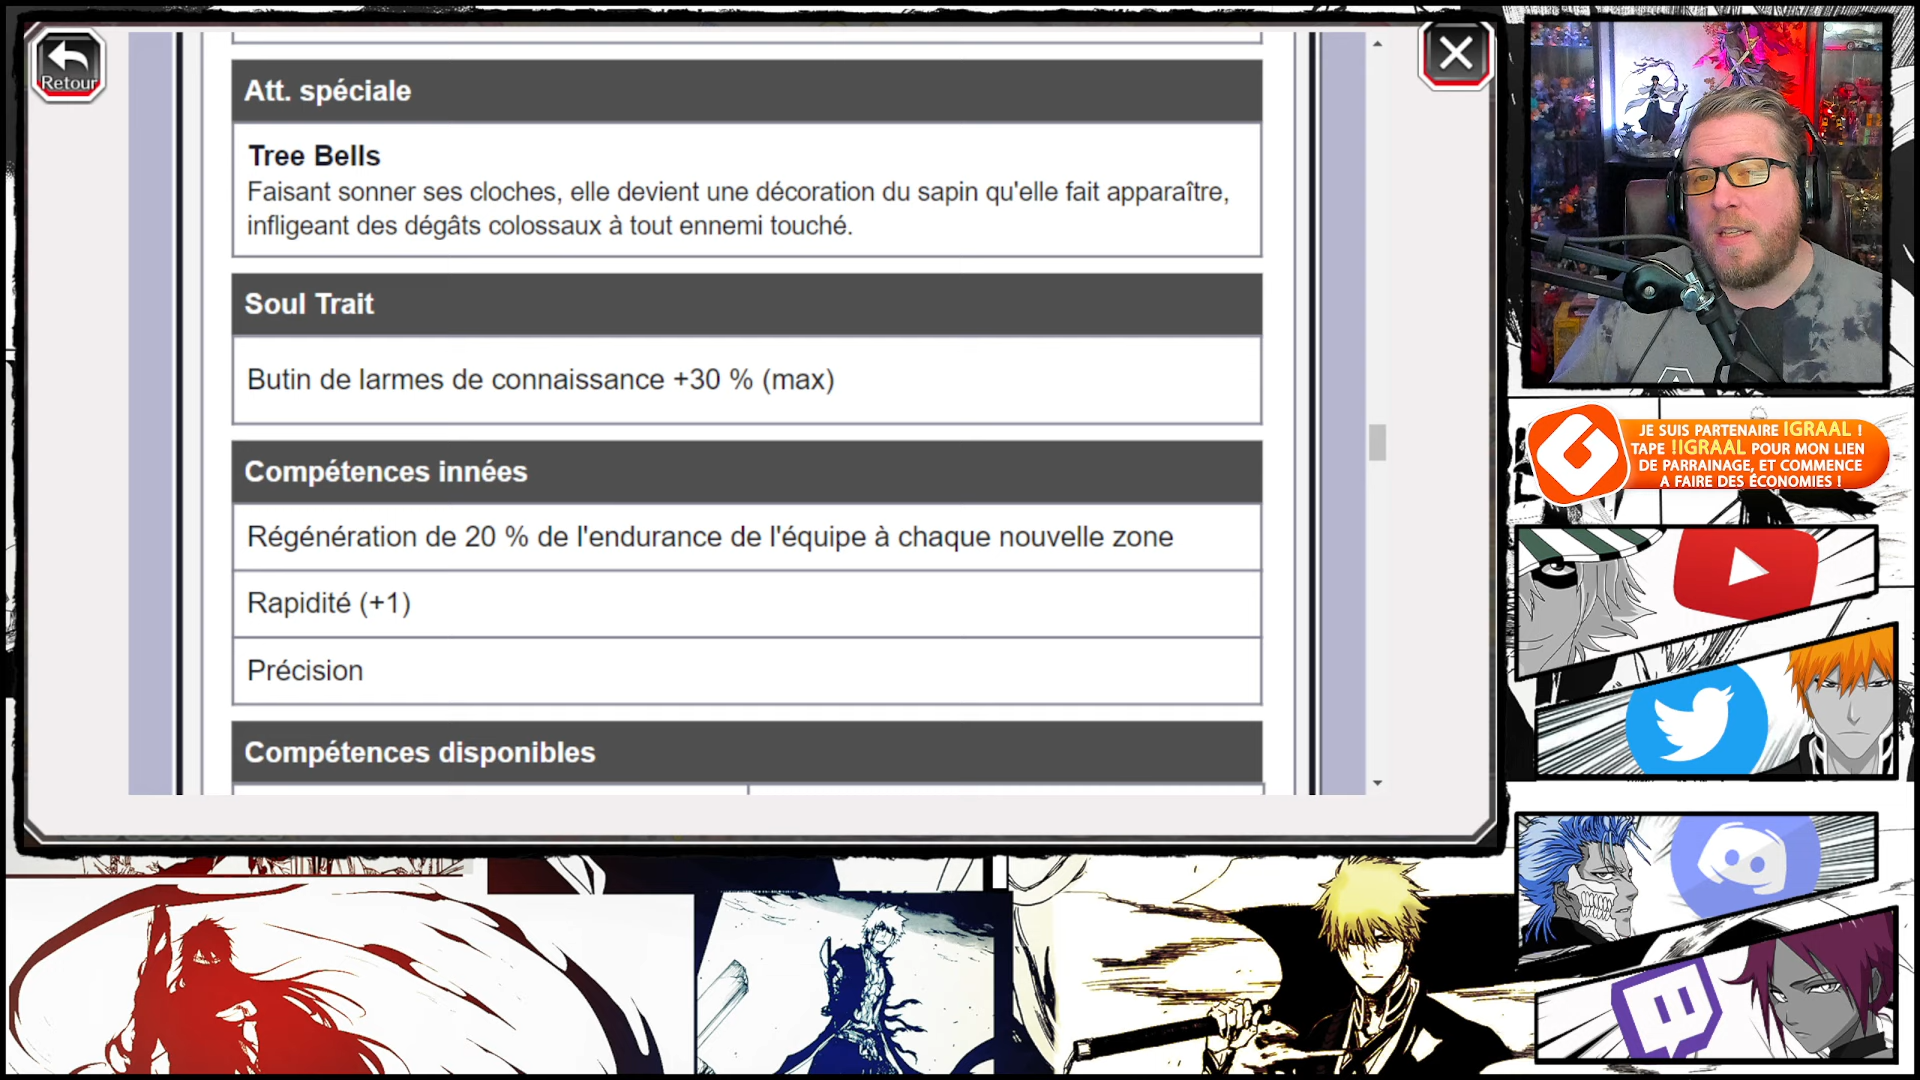 Retour
Att. spéciale
Tree Bells
Faisant sonner ses cloches, elle devient une décoration du sapin qu'elle fait apparaître,
infligeant des dégâts colossaux à tout ennemi touché.
Soul Trait
Butin de larmes de connaissance +30 % (max)
Compétences innées
Régénération de 20 % de l'endurance de l'équipe à chaque nouvelle zone
Rapidité (+1)
Précision
Compétences disponibles
JE SUIS PARTENAIRE IGRAAL !
TAPE !IGRAAL POUR MON LIEN
DE PARRAINAGE, ET COMMENCE
A FAIRE DES ÉCONOMIES !